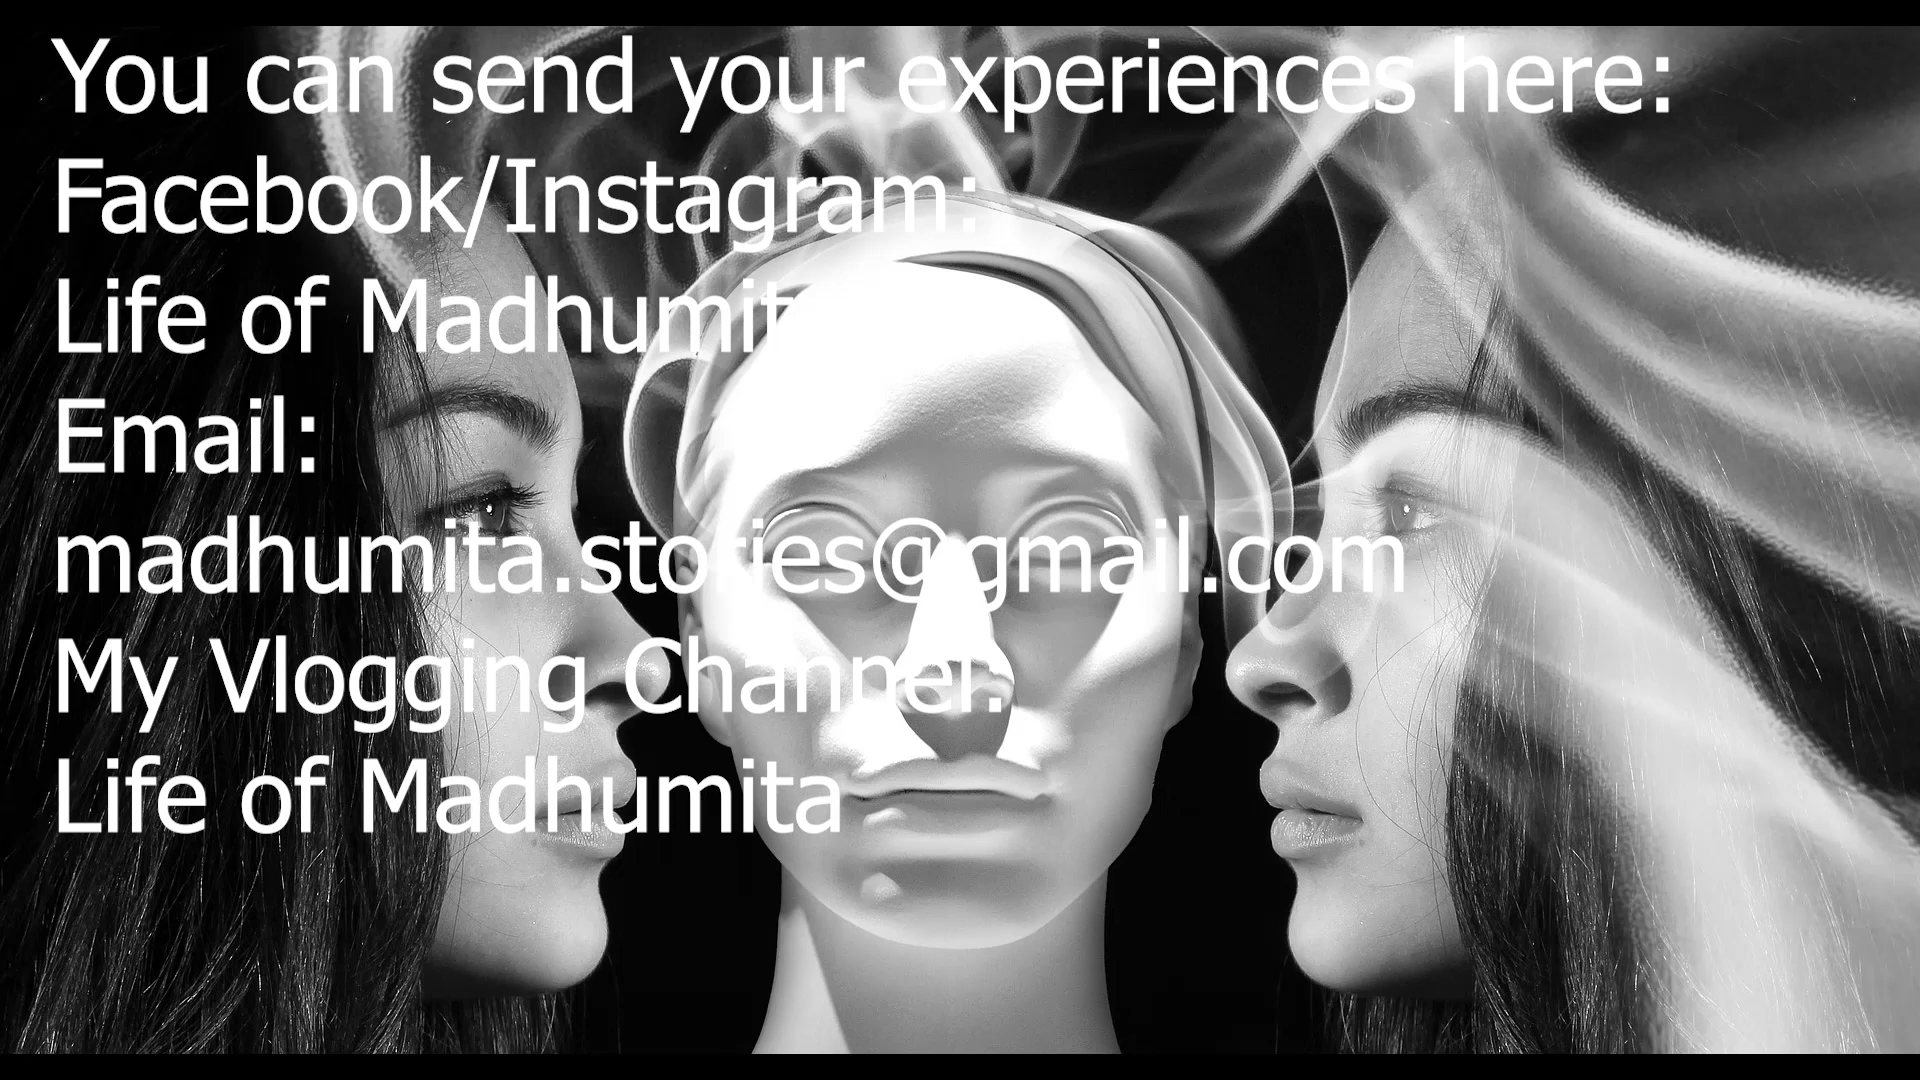 You can send your experiences here:
Facebook/Instagram:
Life of Madhumita
Email:
madhumita.stories@gmail.com
My Vlogging Channel:
Life of Madhumita